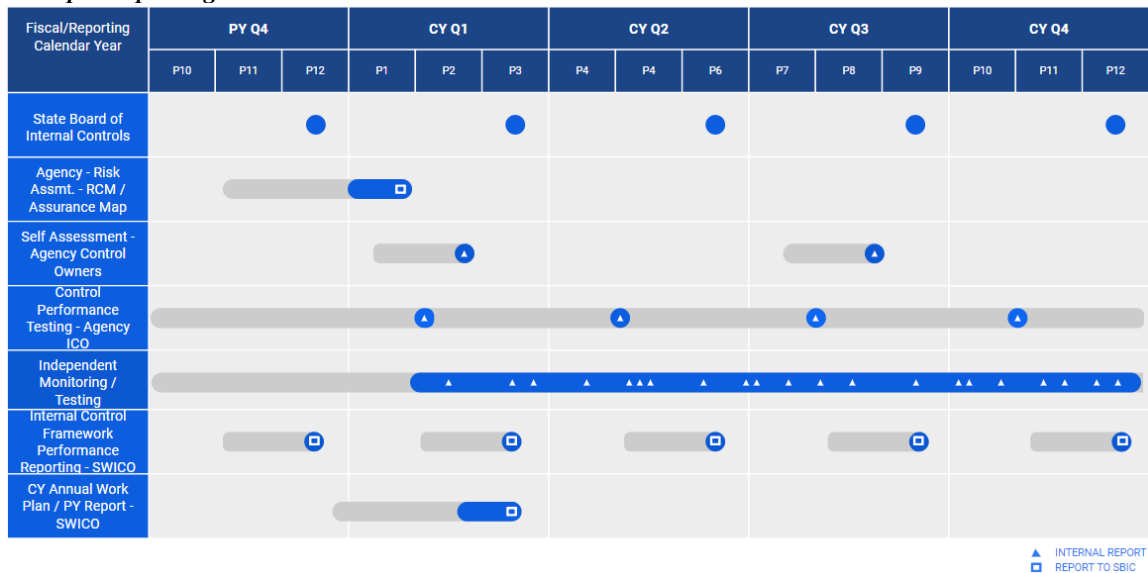 Fiscal/Reporting
Calendar Year
PY Q4
CY Q1
CY Q2
CY Q3
CY Q4
P10
P11
P12
P1
P2
P3
P4
P4
P6
P7
P8
P9
P10
P11
P12
State Board of
Internal Controls
Agency - Risk
Assmt. - RCM /
Assurance Map
Self Assessment -
Agency Control
Owners
Control
Performance
Testing - Agency
ICO
Independent
Monitoring /
Testing
Internal Control
Framework
Performance
Reporting - SWICO
CY Annual Work
Plan / PY Report -
SWICO
INTERNAL REPORT
REPORT TO SBIC